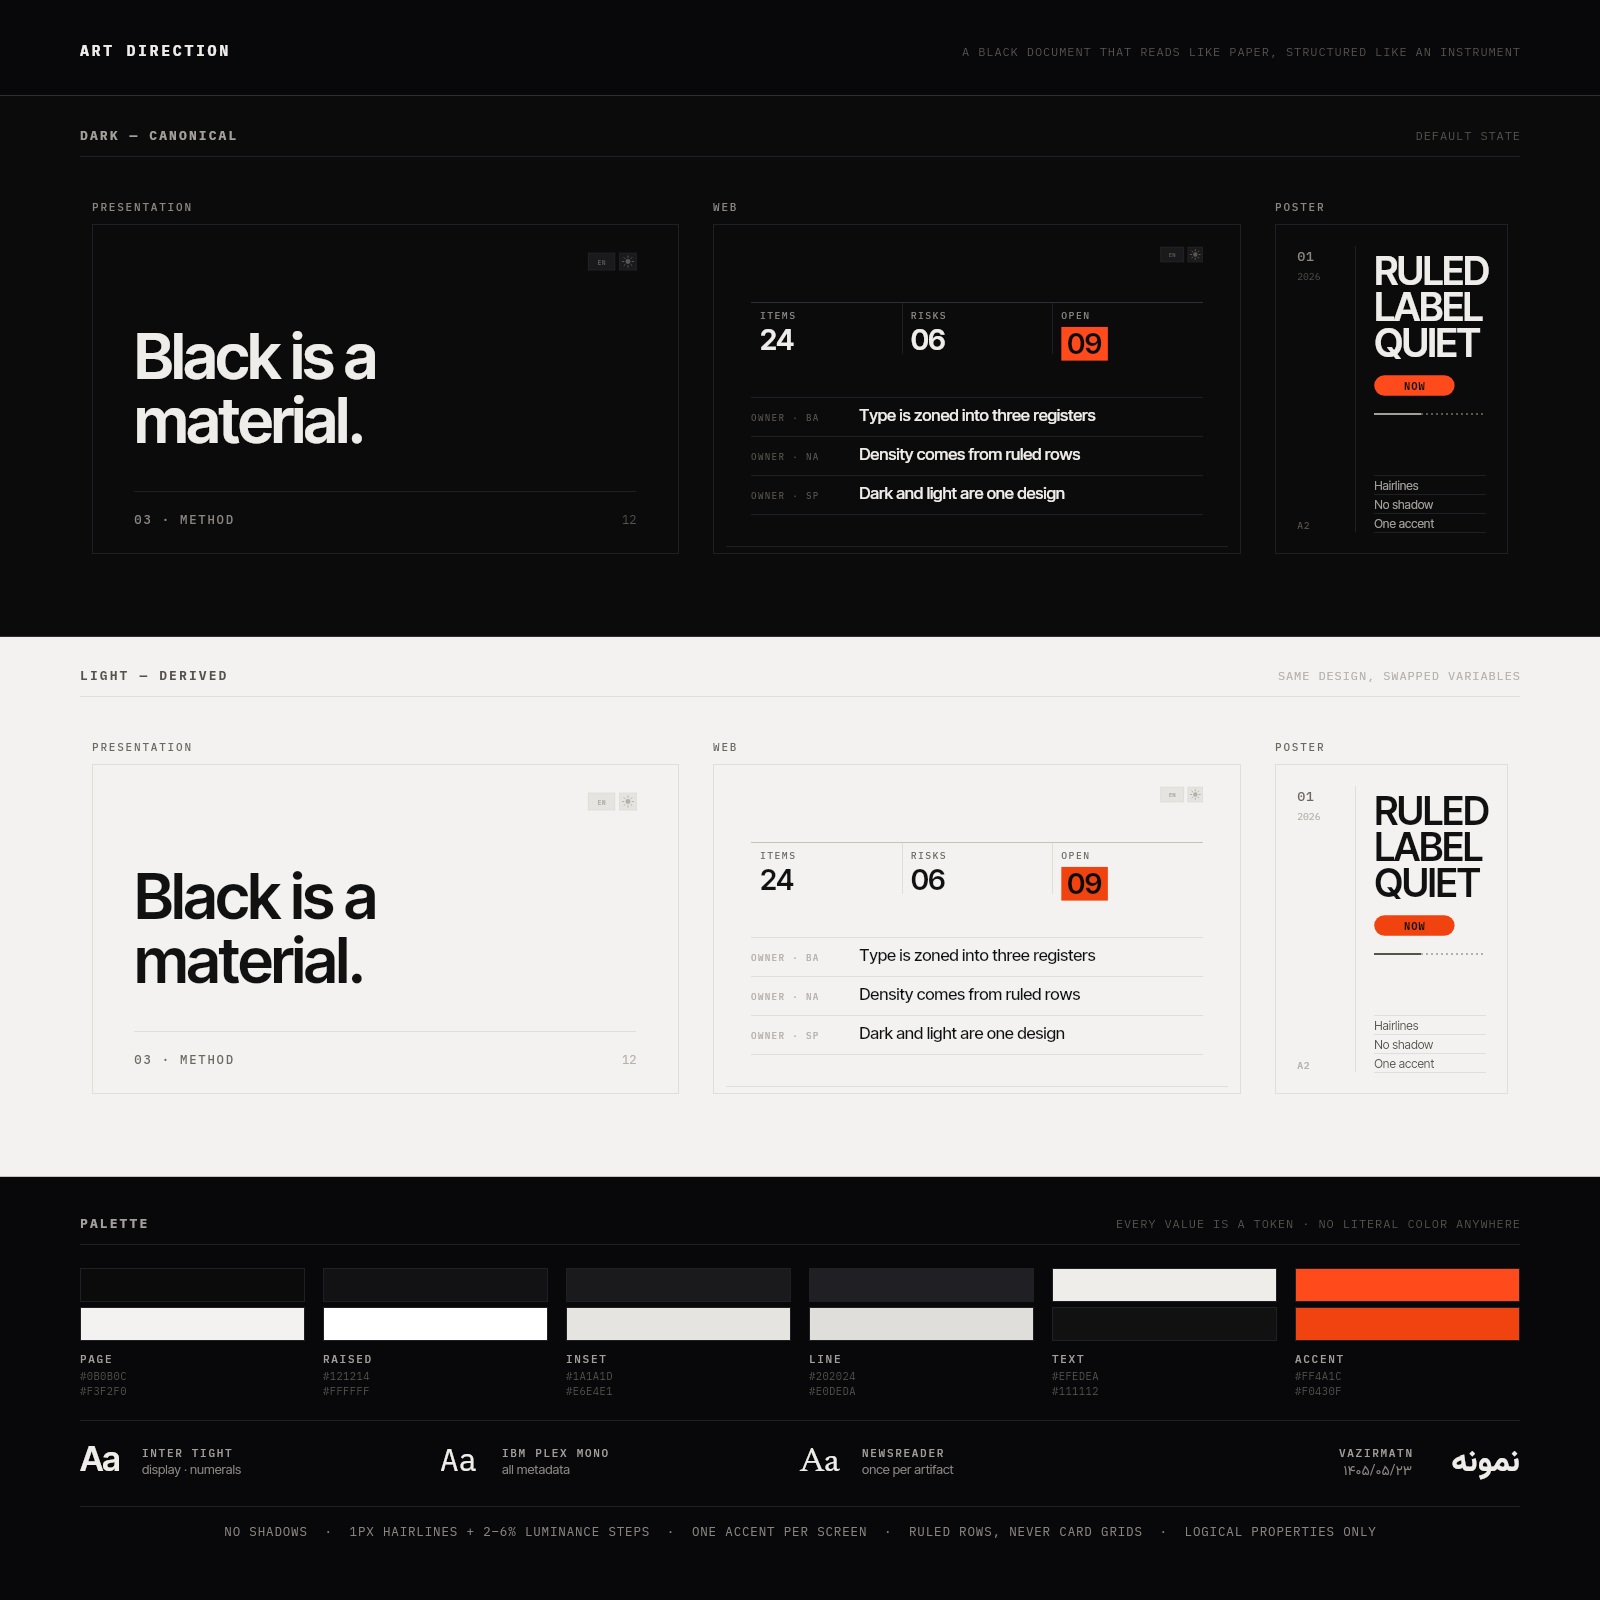 ART DIRECTION
A BLACK DOCUMENT THAT READS LIKE PAPER, STRUCTURED LIKE AN INSTRUMENT
DARK — CANONICAL
DEFAULT STATE
PRESENTATION
EN
Black is a
material.
03 · METHOD
12
WEB
EN
ITEMS
24
RISKS
06
OPEN
09
OWNER · BA
Type is zoned into three registers
OWNER · NA
Density comes from ruled rows
OWNER · SP
Dark and light are one design
POSTER
01
2026
A2
RULED
LABEL
QUIET
NOW
Hairlines
No shadow
One accent
LIGHT — DERIVED
SAME DESIGN, SWAPPED VARIABLES
PRESENTATION
EN
Black is a
material.
03 · METHOD
12
WEB
EN
ITEMS
24
RISKS
06
OPEN
09
OWNER · BA
Type is zoned into three registers
OWNER · NA
Density comes from ruled rows
OWNER · SP
Dark and light are one design
POSTER
01
2026
A2
RULED
LABEL
QUIET
NOW
Hairlines
No shadow
One accent
PALETTE
EVERY VALUE IS A TOKEN · NO LITERAL COLOR ANYWHERE
PAGE
#0B0B0C
#F3F2F0
RAISED
#121214
#FFFFFF
INSET
#1A1A1D
#E6E4E1
LINE
#202024
#E0DEDA
TEXT
#EFEDEA
#111112
ACCENT
#FF4A1C
#F0430F
Aa
INTER TIGHT
display · numerals
Aa
IBM PLEX MONO
all metadata
Aa
NEWSREADER
once per artifact
VAZIRMATN
۱۴۰۵/۰۵/۲۳
نمونه
NO SHADOWS · 1PX HAIRLINES + 2–6% LUMINANCE STEPS · ONE ACCENT PER SCREEN · RULED ROWS, NEVER CARD GRIDS · LOGICAL PROPERTIES ONLY